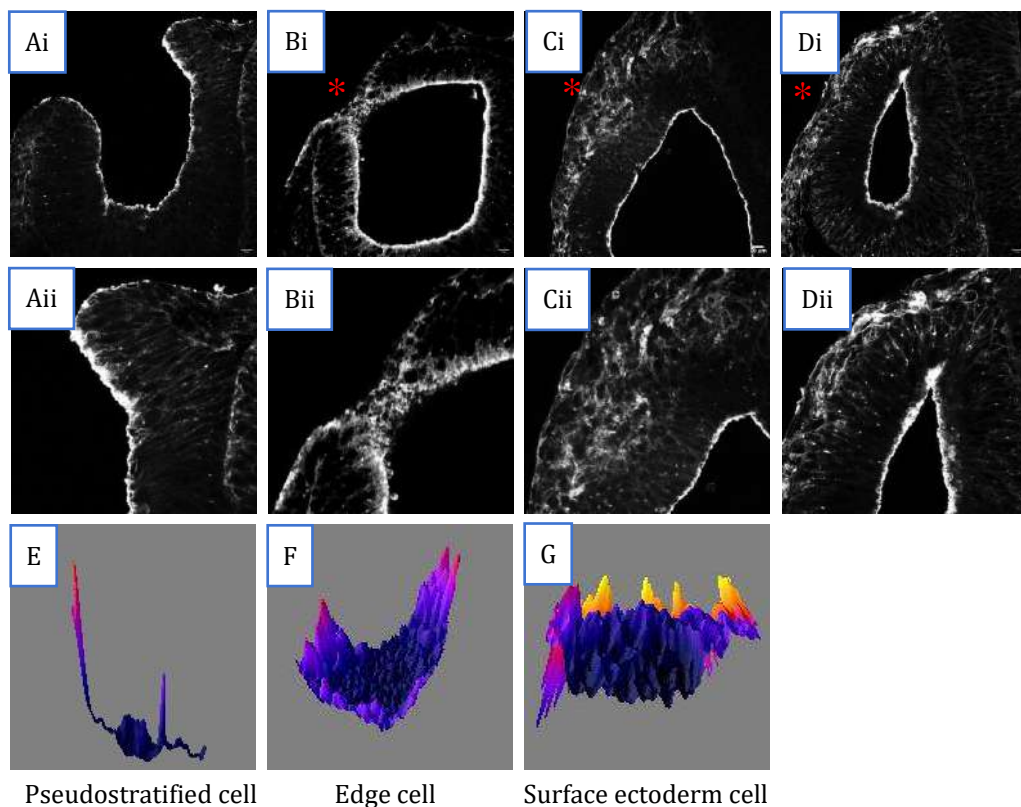 Ai
Bi
Ci
Di
*
*
*
Aii
Bii
Cii
Dii
E
F
G
Pseudostratified cell
Edge cell
Surface ectoderm cell